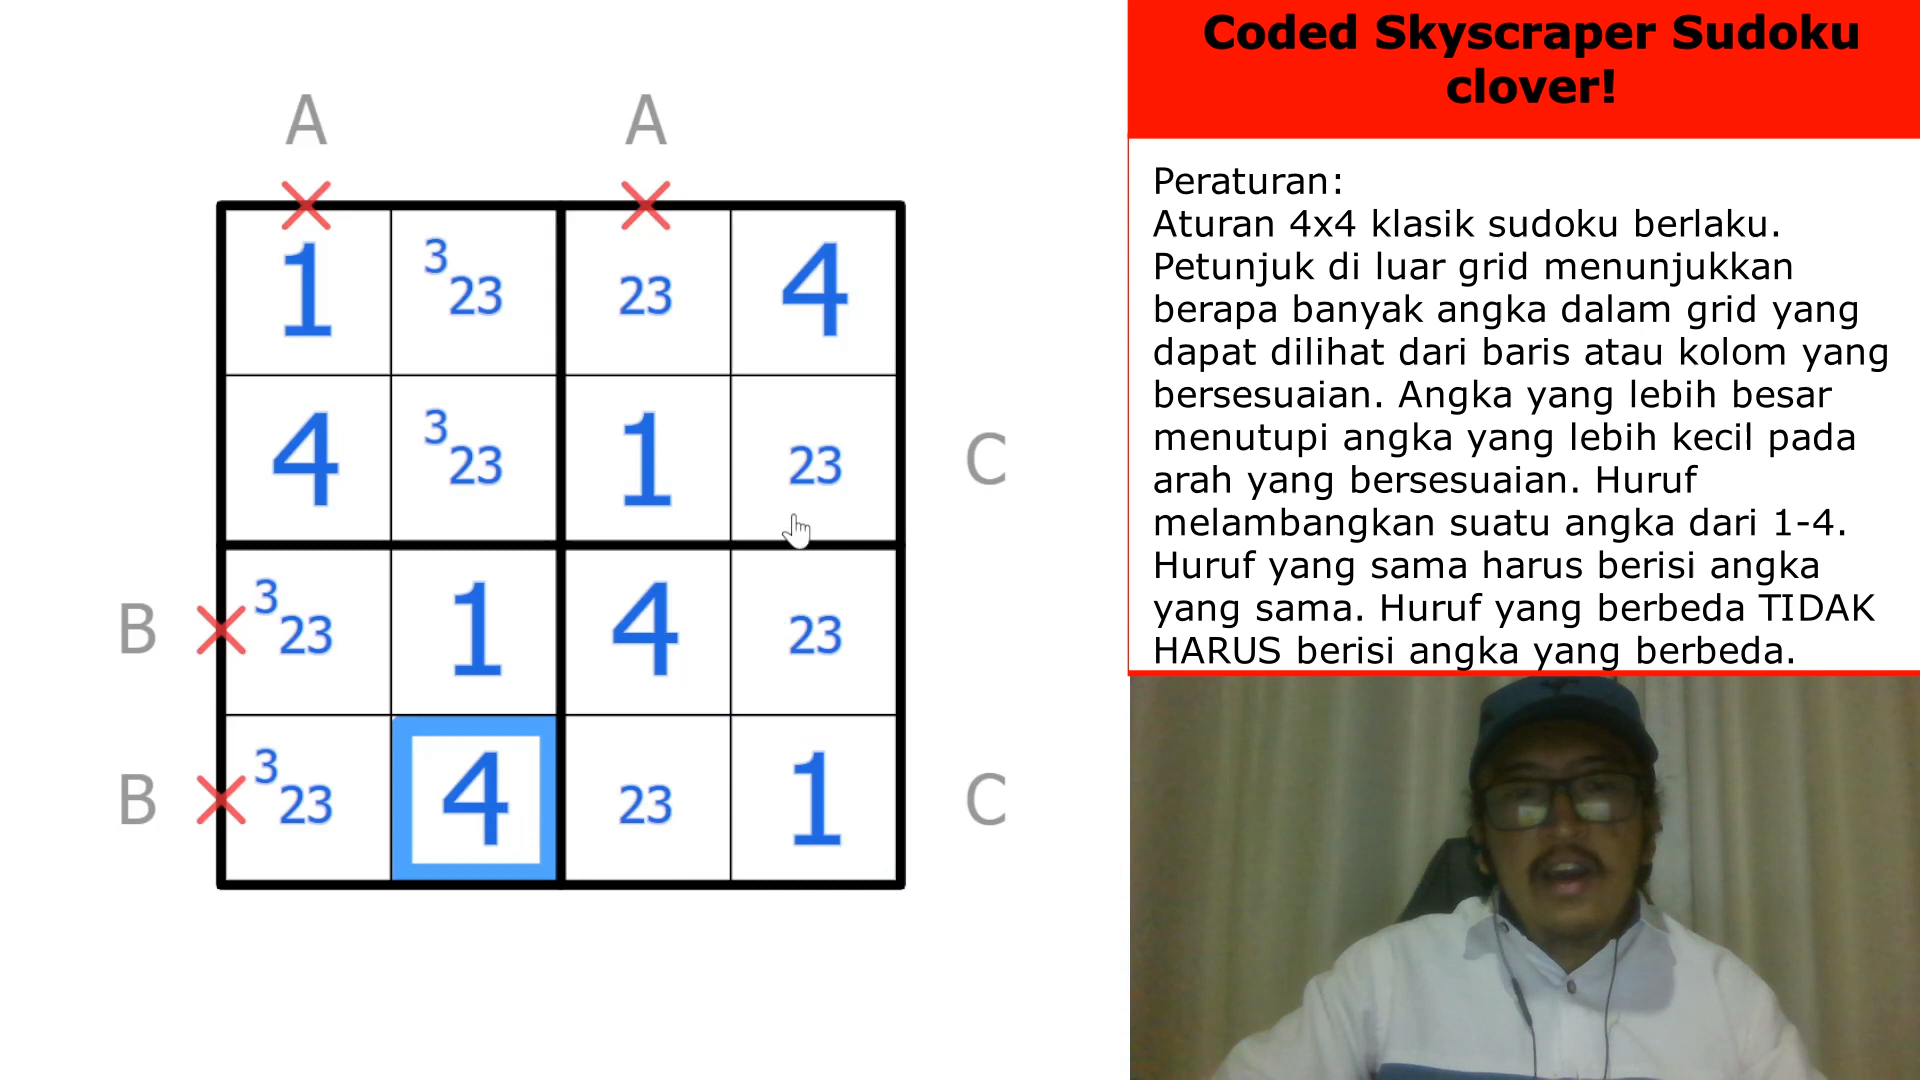 Coded Skyscraper Sudoku
clover!
A A
1 3 23 23 4
4 3 23 1 23 C
B 3 23 1 4 23
B 3 23 4 23 1 C
Peraturan:
Aturan 4x4 klasik sudoku berlaku.
Petunjuk di luar grid menunjukkan
berapa banyak angka dalam grid yang
dapat dilihat dari baris atau kolom yang
bersesuaian. Angka yang lebih besar
menutupi angka yang lebih kecil pada
arah yang bersesuaian. Huruf
melambangkan suatu angka dari 1-4.
Huruf yang sama harus berisi angka
yang sama. Huruf yang berbeda TIDAK
HARUS berisi angka yang berbeda.